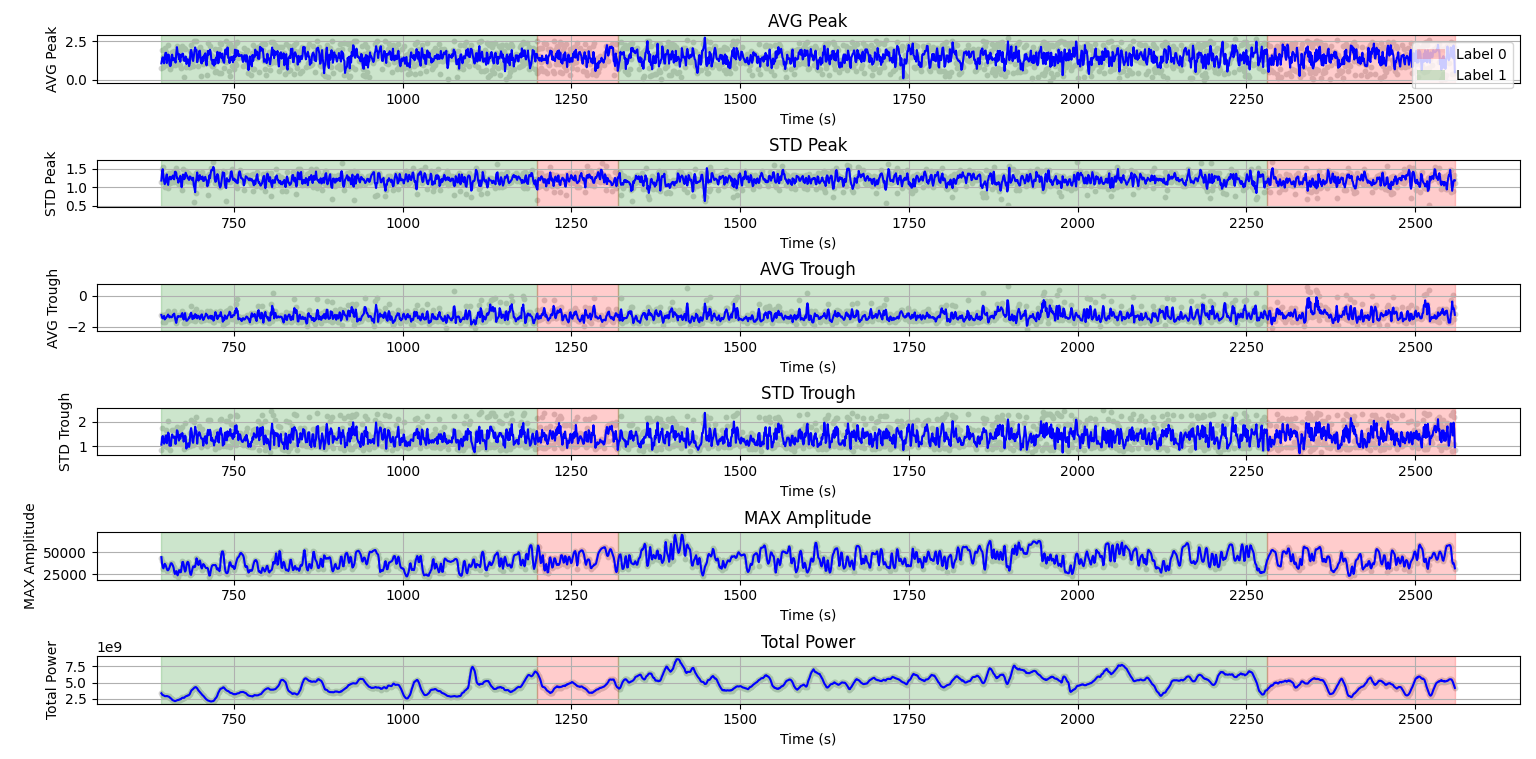 AVG Peak
AVG Peak
2.5
0.0
Label 0
Label 1
750 1000 1250 1500 1750 2000 2250 2500
Time (s)
STD Peak
STD Peak
1.5
1.0
0.5
750 1000 1250 1500 1750 2000 2250 2500
Time (s)
AVG Trough
AVG Trough
0
−2
750 1000 1250 1500 1750 2000 2250 2500
Time (s)
STD Trough
STD Trough
2
1
750 1000 1250 1500 1750 2000 2250 2500
Time (s)
MAX Amplitude
MAX Amplitude
50000
25000
750 1000 1250 1500 1750 2000 2250 2500
Time (s)
Total Power
1e9
Total Power
7.5
5.0
2.5
750 1000 1250 1500 1750 2000 2250 2500
Time (s)